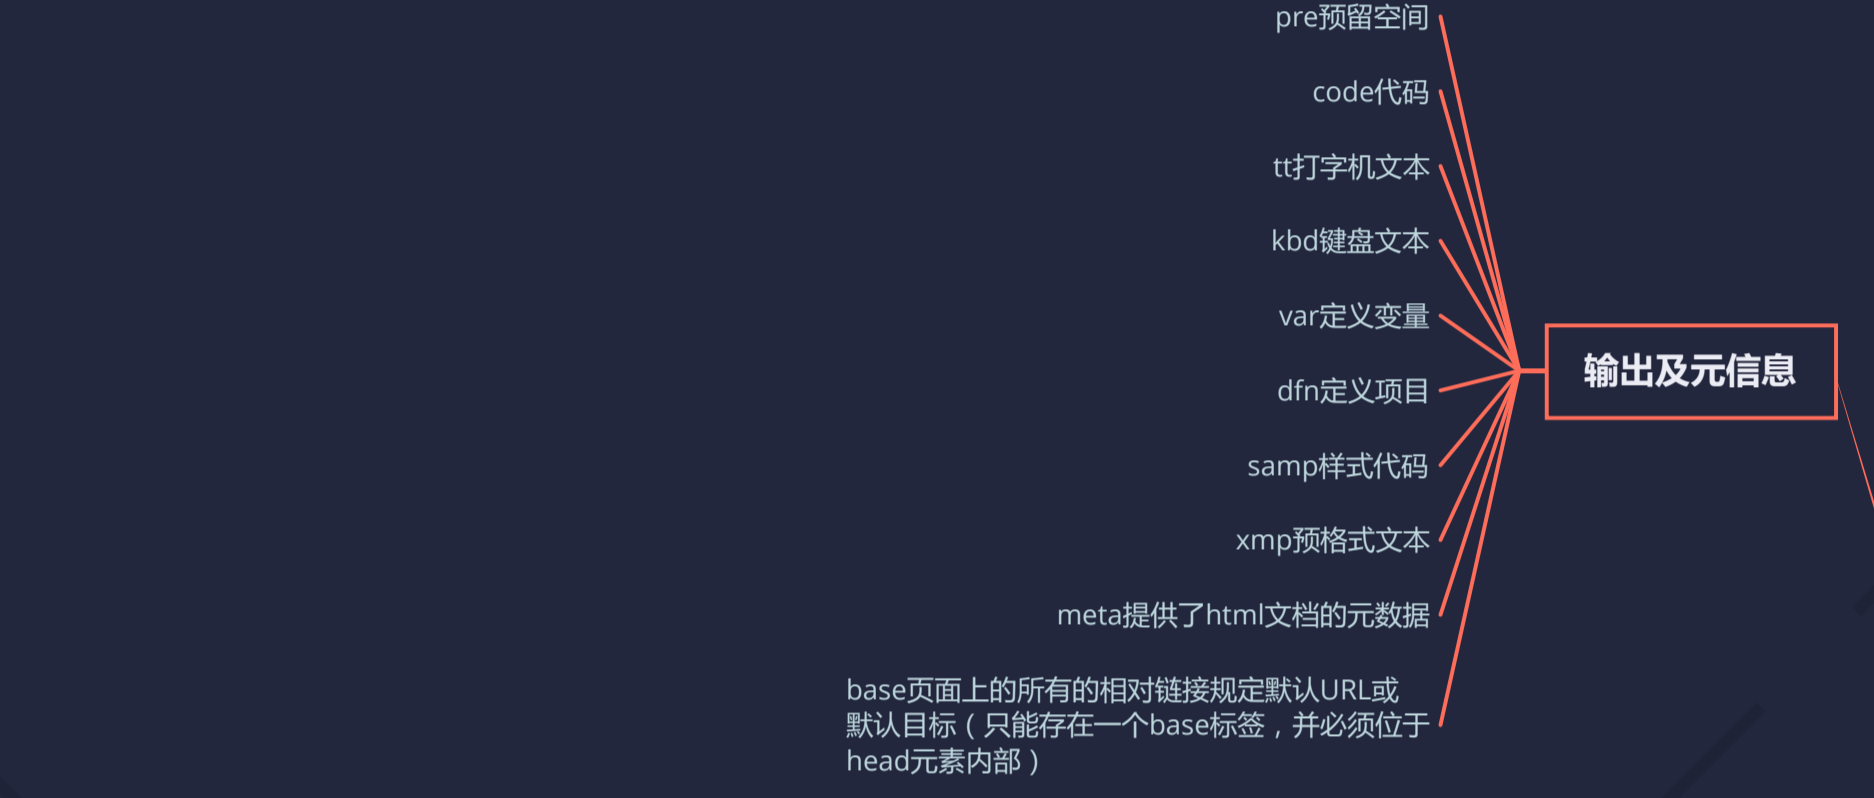 pre预留空间
code代码
tt打字机文本
kbd键盘文本
var定义变量
dfn定义项目
samp样式代码
xmp预格式文本
meta提供了html文档的元数据
base页面上的所有的相对链接规定默认URL或
默认目标（只能存在一个base标签，并必须位于
head元素内部）
输出及元信息